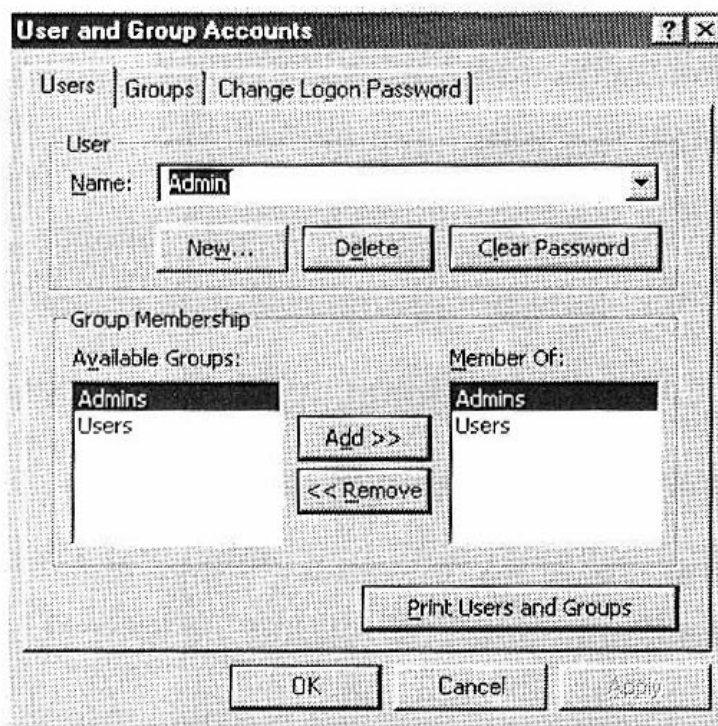 User and Group Accounts ? ×
Users Groups Change Logon Password
User
Name: Admin
New... Delete Clear Password
Group Membership
Available Groups: Member Of:
Admins Admins
Users Users
Add >>
<< Remove
Print Users and Groups
OK Cancel Apply